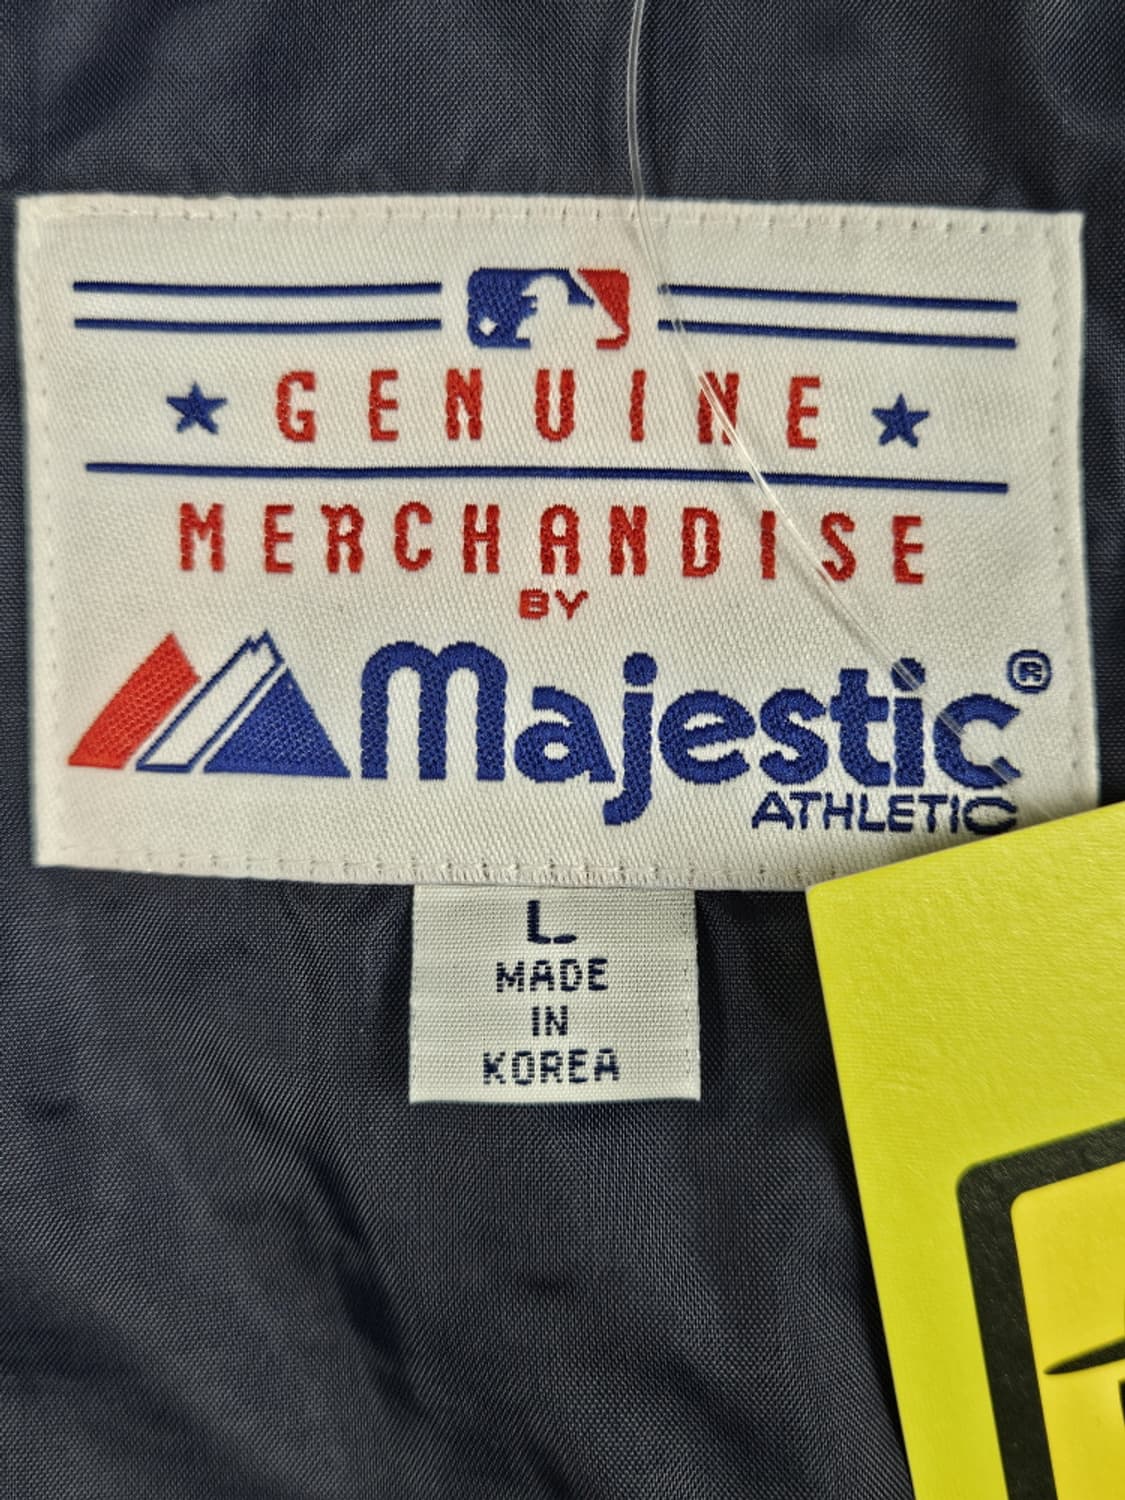 GENUINE
MERCHANDISE
BY
Majestic®
ATHLETIC
L
MADE
IN
KOREA